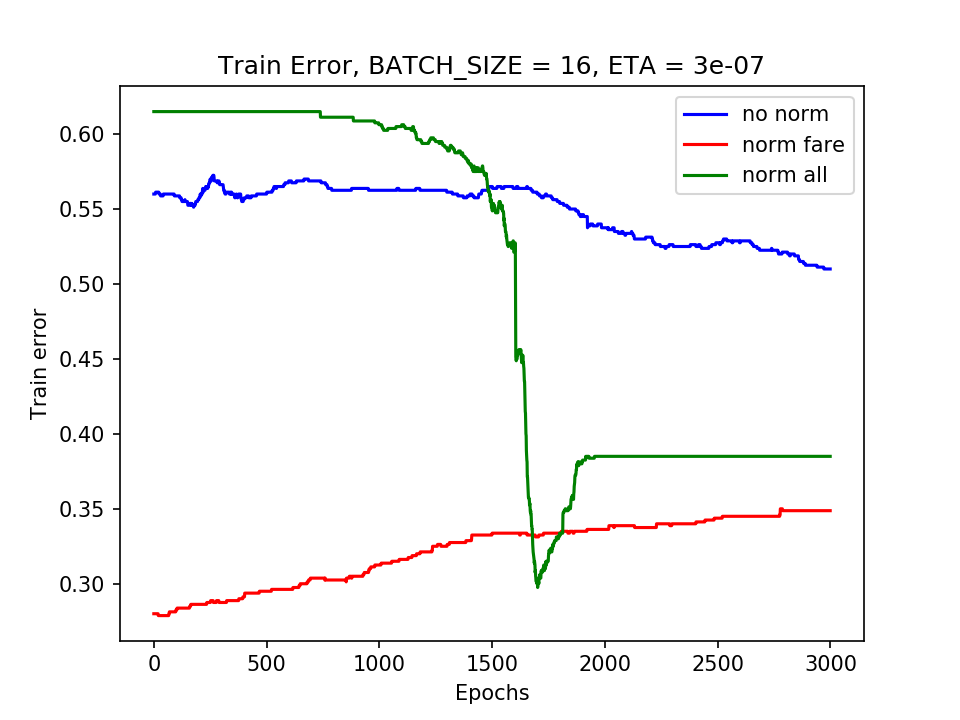 Train Error, BATCH_SIZE = 16, ETA = 3e-07
no norm
norm fare
norm all
Train error
0.60
0.55
0.50
0.45
0.40
0.35
0.30
0 500 1000 1500 2000 2500 3000
Epochs